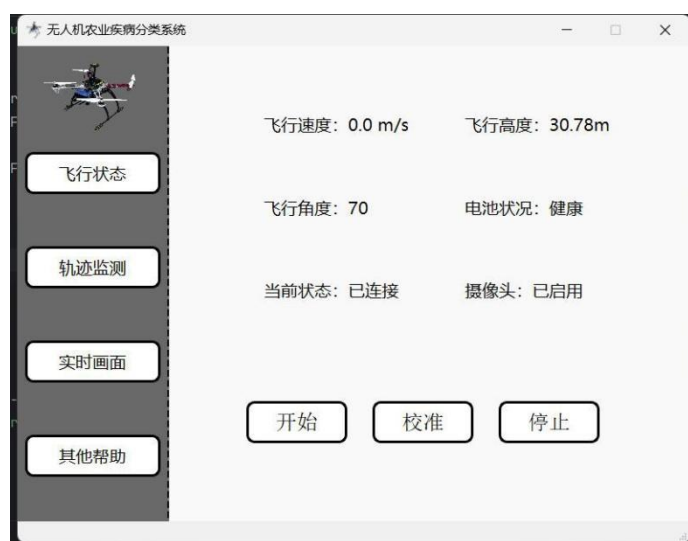 无人机农业疾病分类系统
飞行状态
轨迹监测
实时画面
其他帮助
飞行速度：0.0 m/s 飞行高度：30.78m
飞行角度：70 电池状况：健康
当前状态：已连接 摄像头：已启用
开始 校准 停止